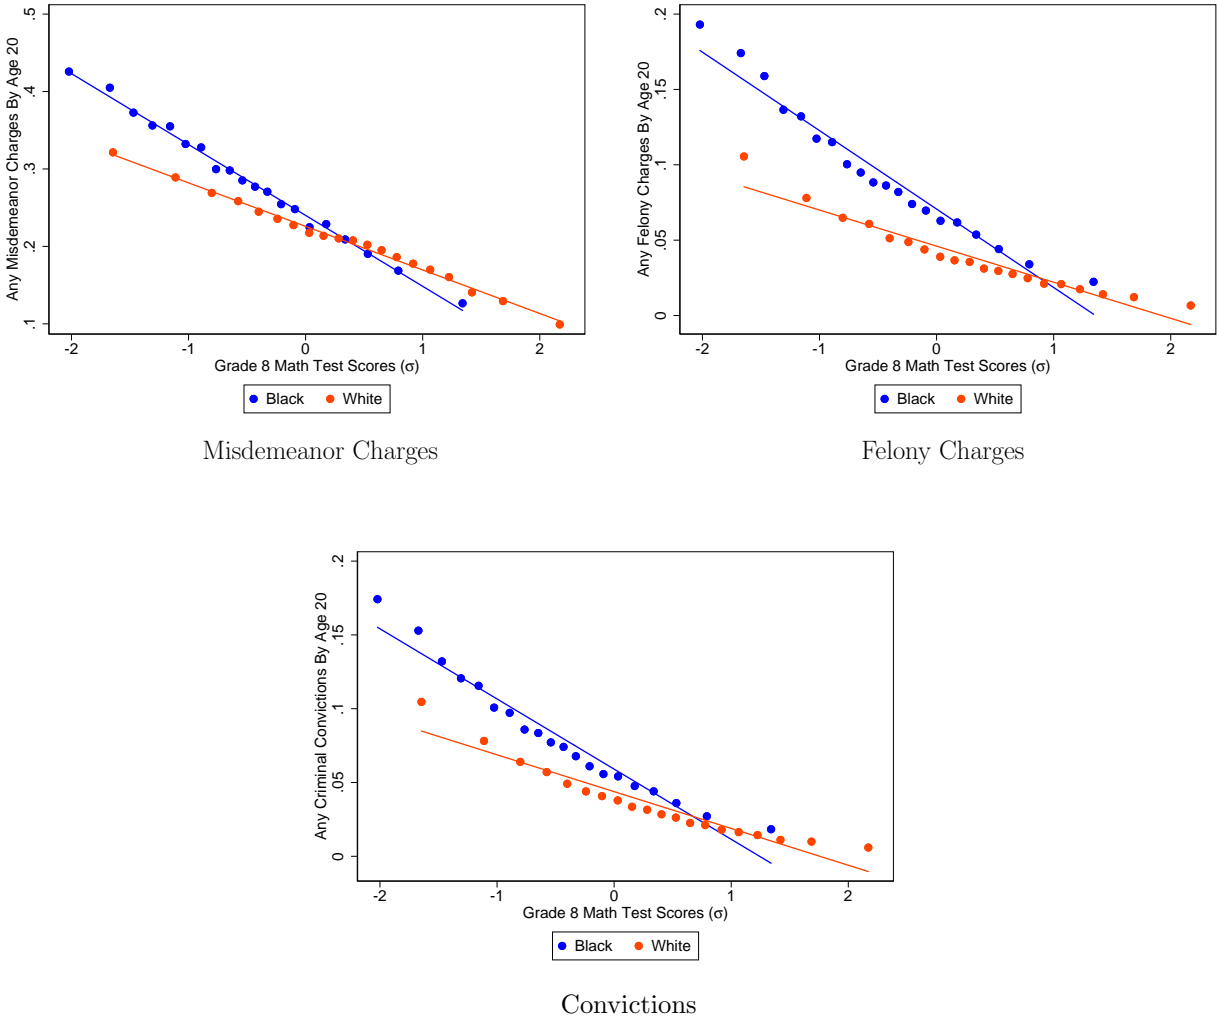 Any Misdemeanor Charges By Age 20
.5
.4
.3
.2
.1
-2 -1 0 1 2
Grade 8 Math Test Scores (σ)
Black White
Misdemeanor Charges
Any Felony Charges By Age 20
.2
.15
.1
.05
0
-2 -1 0 1 2
Grade 8 Math Test Scores (σ)
Black White
Felony Charges
Any Criminal Convictions By Age 20
.2
.15
.1
.05
0
-2 -1 0 1 2
Grade 8 Math Test Scores (σ)
Black White
Convictions